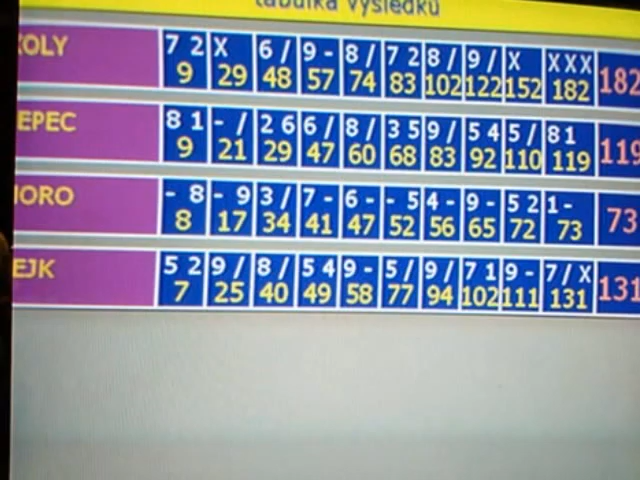 tabulka výsledků
OLY 7 2 X 6 / 9 - 8 / 7 2 8 / 9 / X X X X
9 29 48 57 74 83 102 122 152 182 182
EPEC 8 1 - / 2 6 6 / 8 / 3 5 9 / 5 4 5 / 8 1
9 21 29 47 60 68 83 92 110 119 119
ORO - 8 - 9 3 / 7 - 6 - - 5 4 - 9 - 5 2 1 -
8 17 34 41 47 52 56 65 72 73 73
EJK 5 2 9 / 8 / 5 4 9 - 5 / 9 / 7 1 9 - 7 / X
7 25 40 49 58 77 94 102 111 131 131